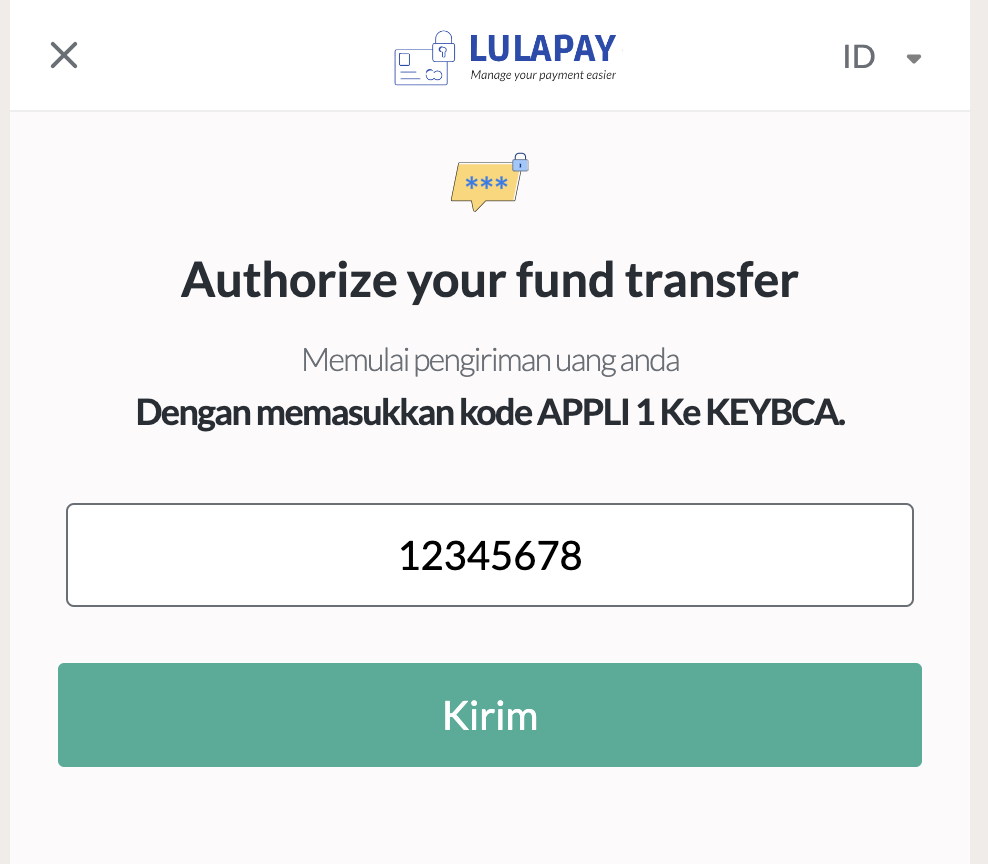 LULAPAY
Manage your payment easier
ID
***
Authorize your fund transfer
Memulai pengiriman uang anda
Dengan memasukkan kode APPLI 1 Ke KEYBCA.
12345678
Kirim